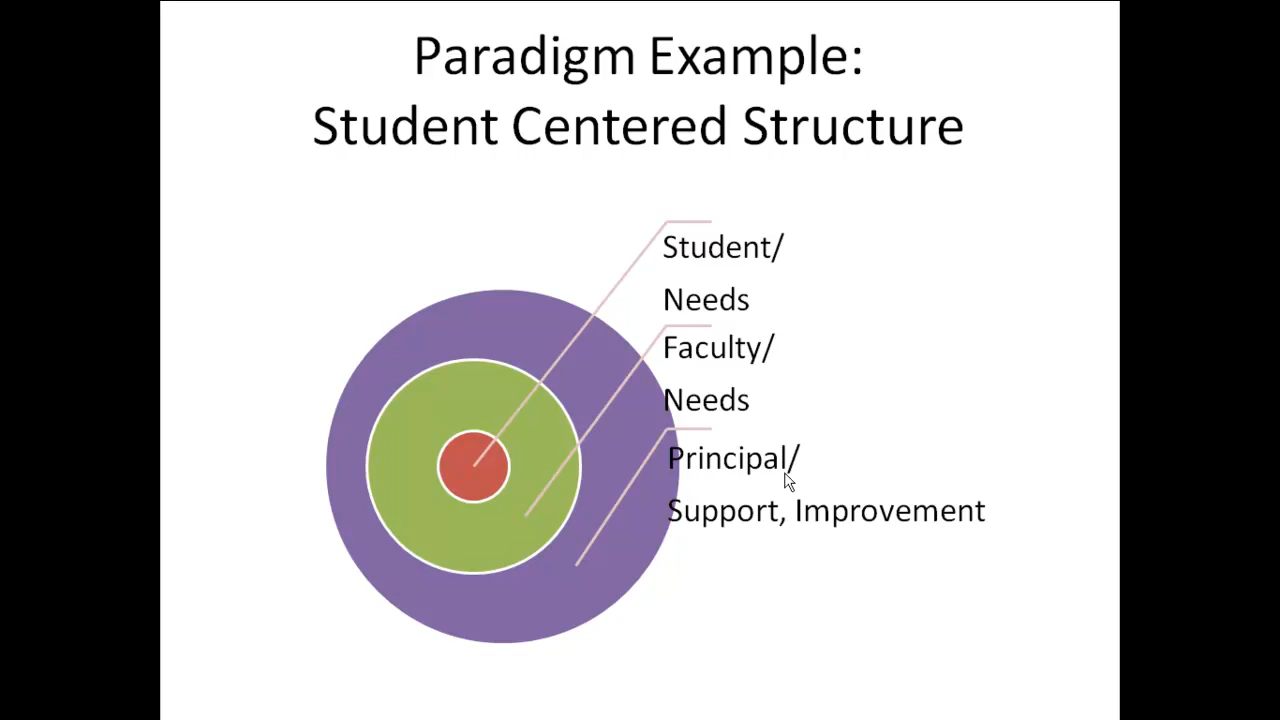 Paradigm Example:
Student Centered Structure
Student/
Needs
Faculty/
Needs
Principal/
Support, Improvement